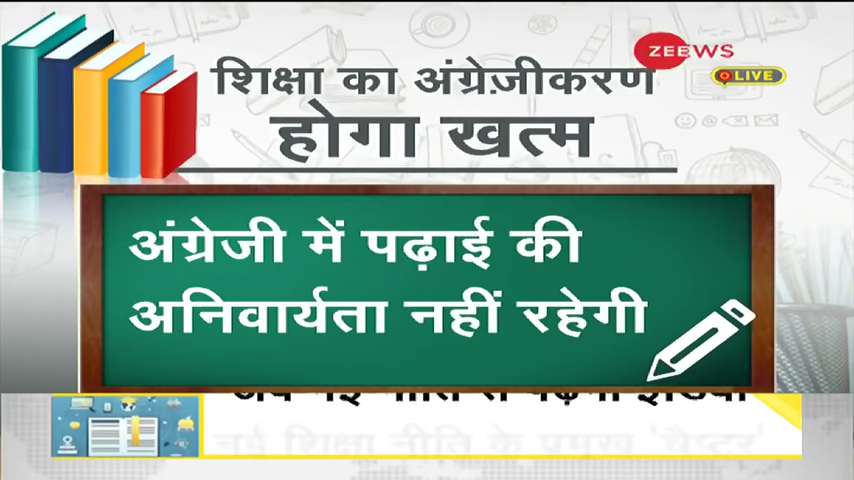 ZEE NEWS
LIVE
शिक्षा का अंग्रेज़ीकरण
होगा खत्म
अंग्रेजी में पढ़ाई की
अनिवार्यता नहीं रहेगी
नई शिक्षा नीति के प्रमुख 'चैप्टर'